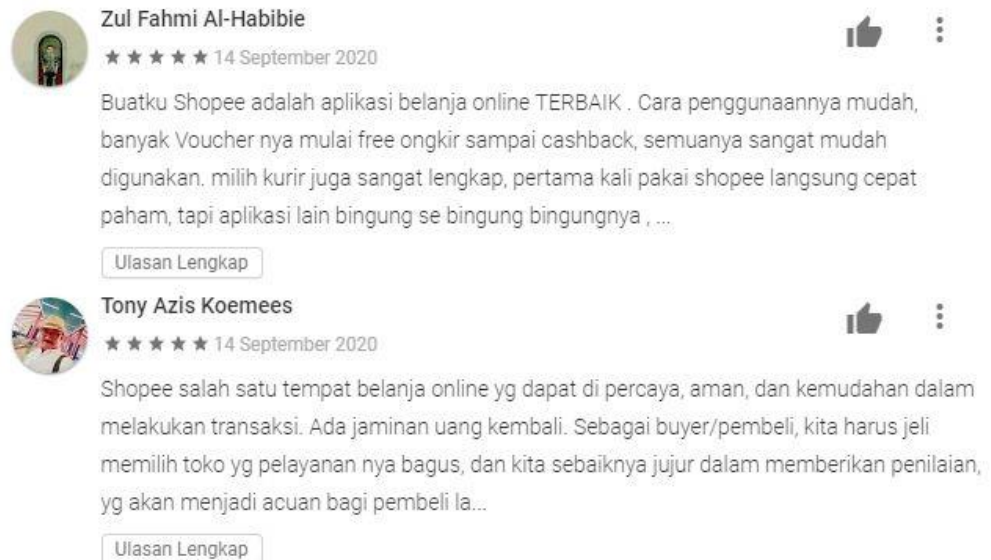 Zul Fahmi Al-Habibie
14 September 2020
Buatku Shopee adalah aplikasi belanja online TERBAIK . Cara penggunaannya mudah,
banyak Voucher nya mulai free ongkir sampai cashback, semuanya sangat mudah
digunakan. milih kurir juga sangat lengkap, pertama kali pakai shopee langsung cepat
paham, tapi aplikasi lain bingung se bingung bingungnya , ...
Ulasan Lengkap
Tony Azis Koemees
14 September 2020
Shopee salah satu tempat belanja online yg dapat di percaya, aman, dan kemudahan dalam
melakukan transaksi. Ada jaminan uang kembali. Sebagai buyer/pembeli, kita harus jeli
memilih toko yg pelayanan nya bagus, dan kita sebaiknya jujur dalam memberikan penilaian,
yg akan menjadi acuan bagi pembeli la...
Ulasan Lengkap